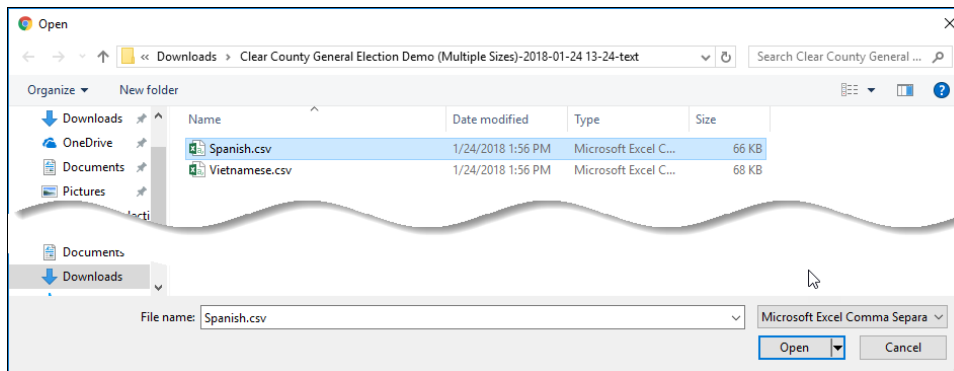 Open
« Downloads › Clear County General Election Demo (Multiple Sizes)-2018-01-24 13-24-text
Search Clear County General ...
Organize New folder
Name Date modified Type Size
Downloads
OneDrive
Documents
Pictures
Spanish.csv 1/24/2018 1:56 PM Microsoft Excel C... 66 KB
Vietnamese.csv 1/24/2018 1:56 PM Microsoft Excel C... 68 KB
Documents
Downloads
File name: Spanish.csv
Microsoft Excel Comma Separa
Open Cancel